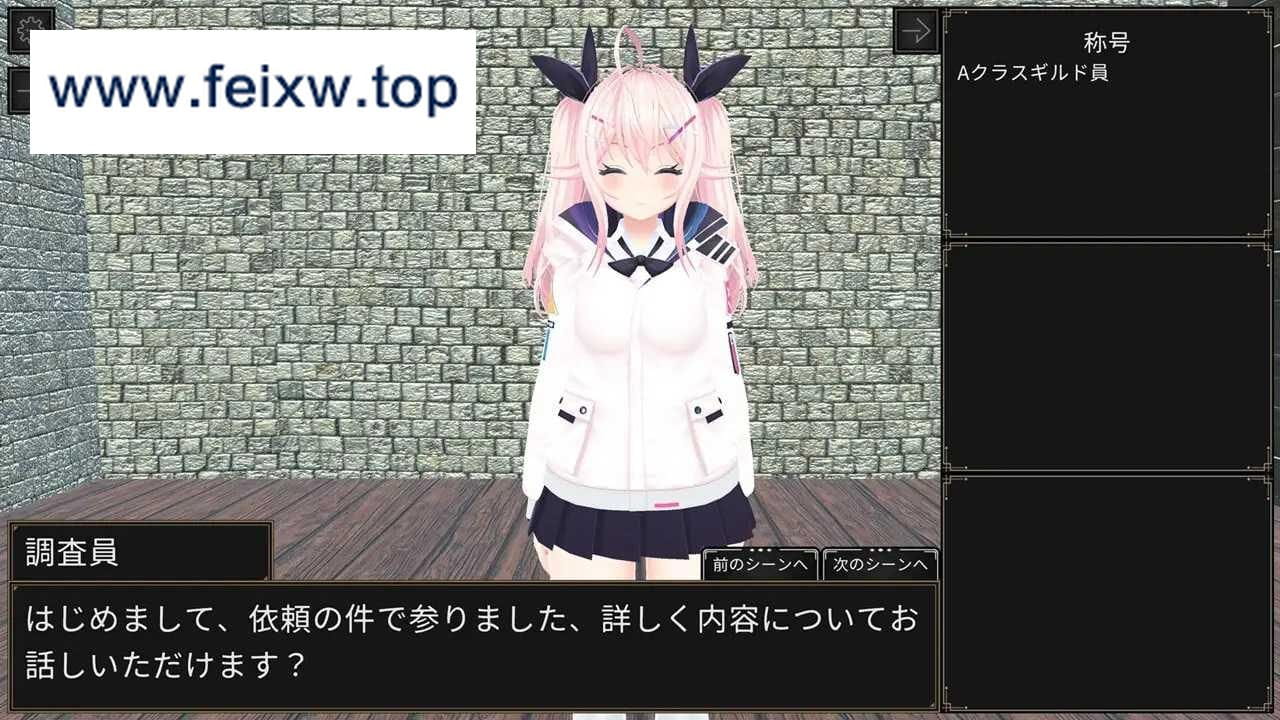 www.feixw.top
称号
Aクラスギルド員
調査員
前のシーンへ
次のシーンへ
はじめまして、依頼の件で参りました、詳しく内容についてお
話しいただけます？